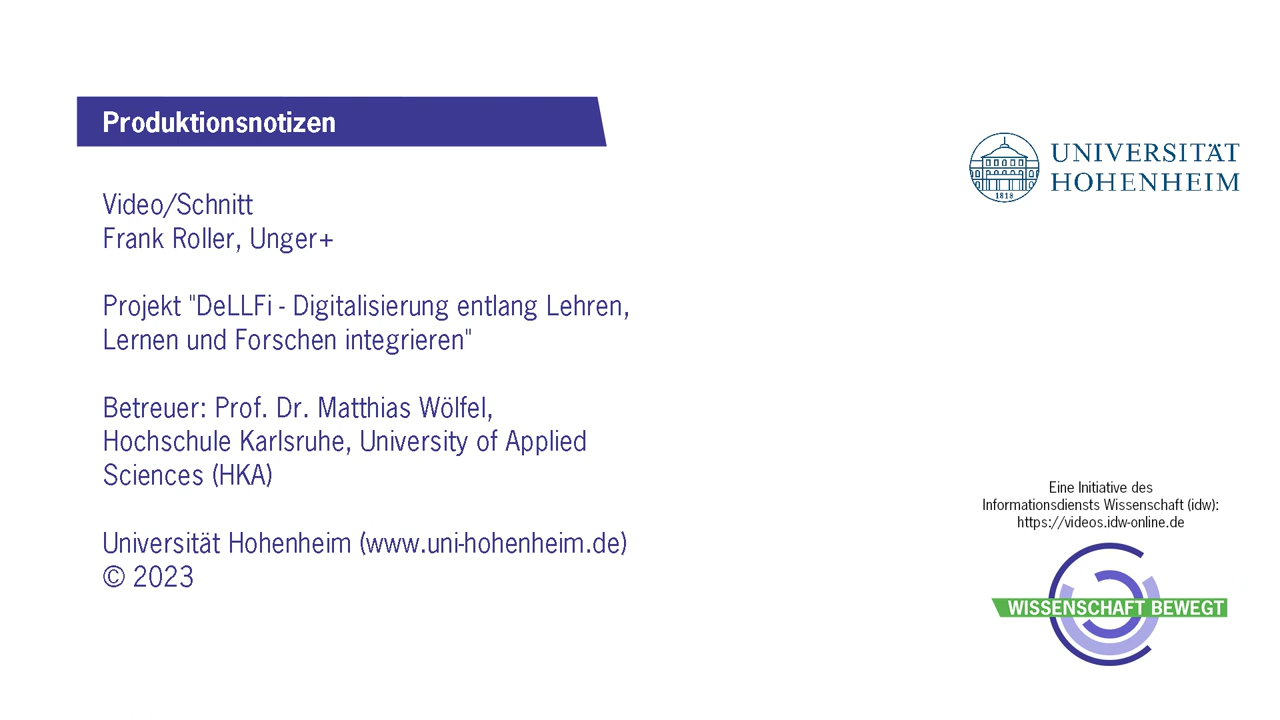 Produktionsnotizen
Video/Schnitt
Frank Roller, Unger+
Projekt "DeLLFi - Digitalisierung entlang Lehren,
Lernen und Forschen integrieren"
Betreuer: Prof. Dr. Matthias Wölfel,
Hochschule Karlsruhe, University of Applied
Sciences (HKA)
Universität Hohenheim (www.uni-hohenheim.de)
© 2023
1818
UNIVERSITÄT
HOHENHEIM
Eine Initiative des
Informationsdiensts Wissenschaft (idw):
https://videos.idw-online.de
WISSENSCHAFT BEWEGT